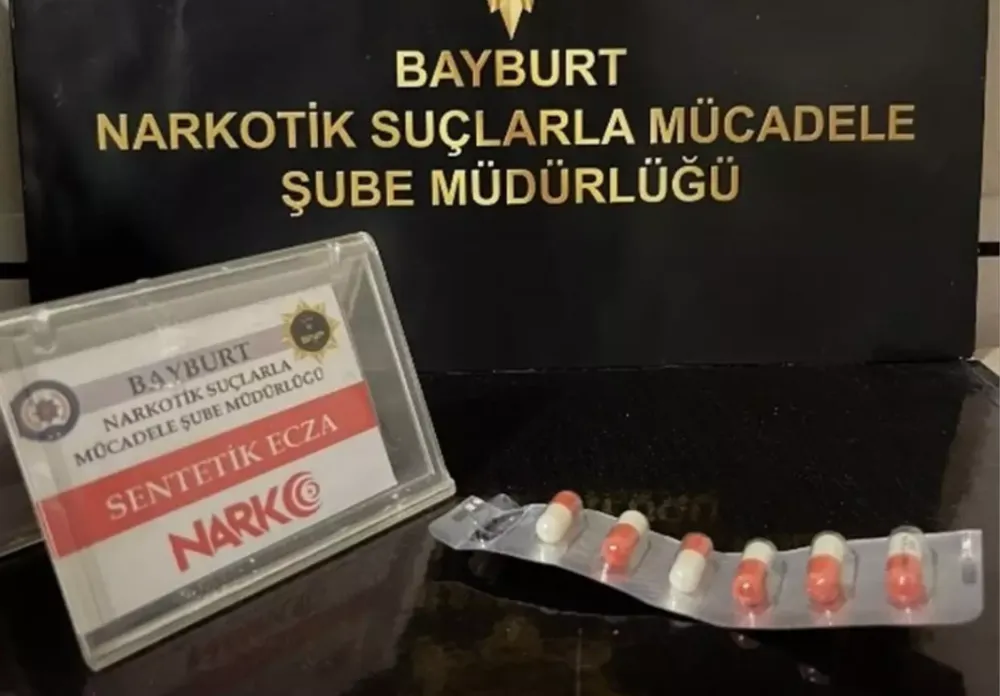 BAYBURT
NARKOTİK SUÇLARLA MÜCADELE
ŞUBE MÜDÜRLÜĞÜ
BAYBURT
NARKOTİK SUÇLARLA
MÜCADELE ŞUBE MÜDÜRLÜĞÜ
SENTETİK ECZA
NARKO